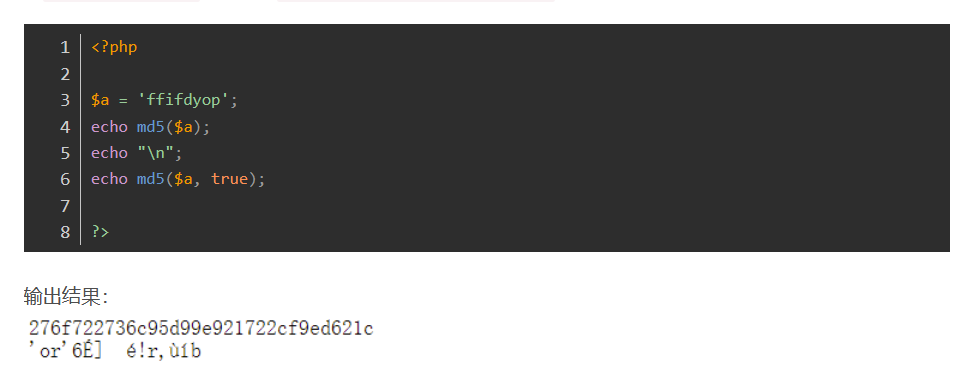 1 <?php
2
3 $a = 'ffifdyop';
4 echo md5($a);
5 echo "\n";
6 echo md5($a, true);
7
8 ?>
输出结果：
276f722736c95d99e921722cf9ed621c
'or'6É]  é!r,ùíb